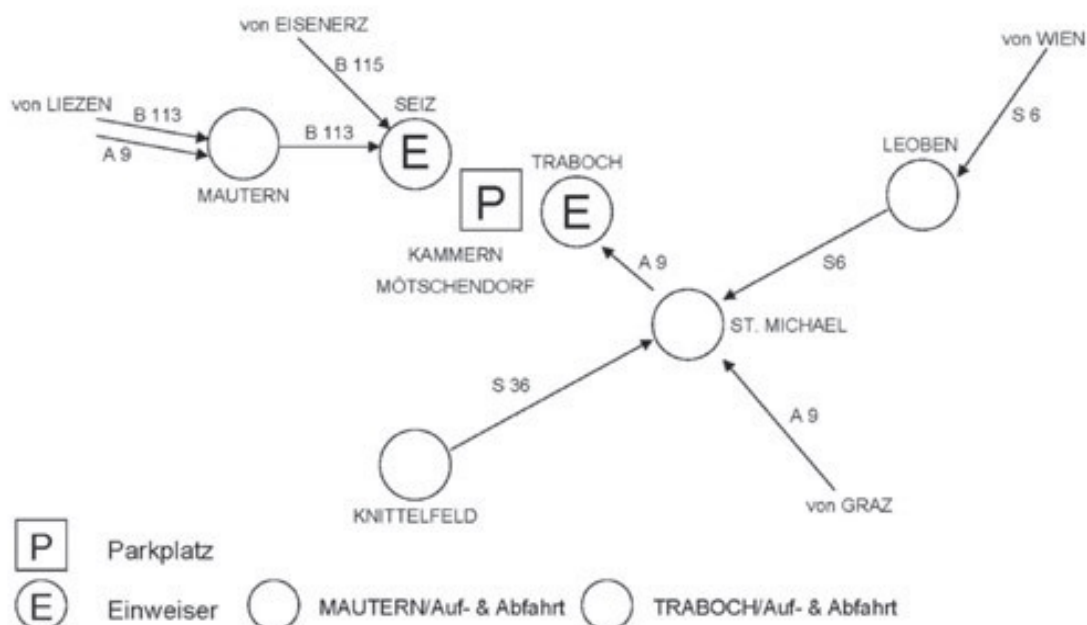 von EISENERZ
von WIEN
B 115
von LIEZEN
B 113
A 9
MAUTERN
B 113
SEIZ
E
P
TRABOCH
E
KAMMERN
MÖTSCHENDORF
A 9
S 6
LEOBEN
S6
ST. MICHAEL
S 36
KNITTELFELD
A 9
von GRAZ
P Parkplatz
E Einweiser MAUTERN/Auf- & Abfahrt TRABOCH/Auf- & Abfahrt